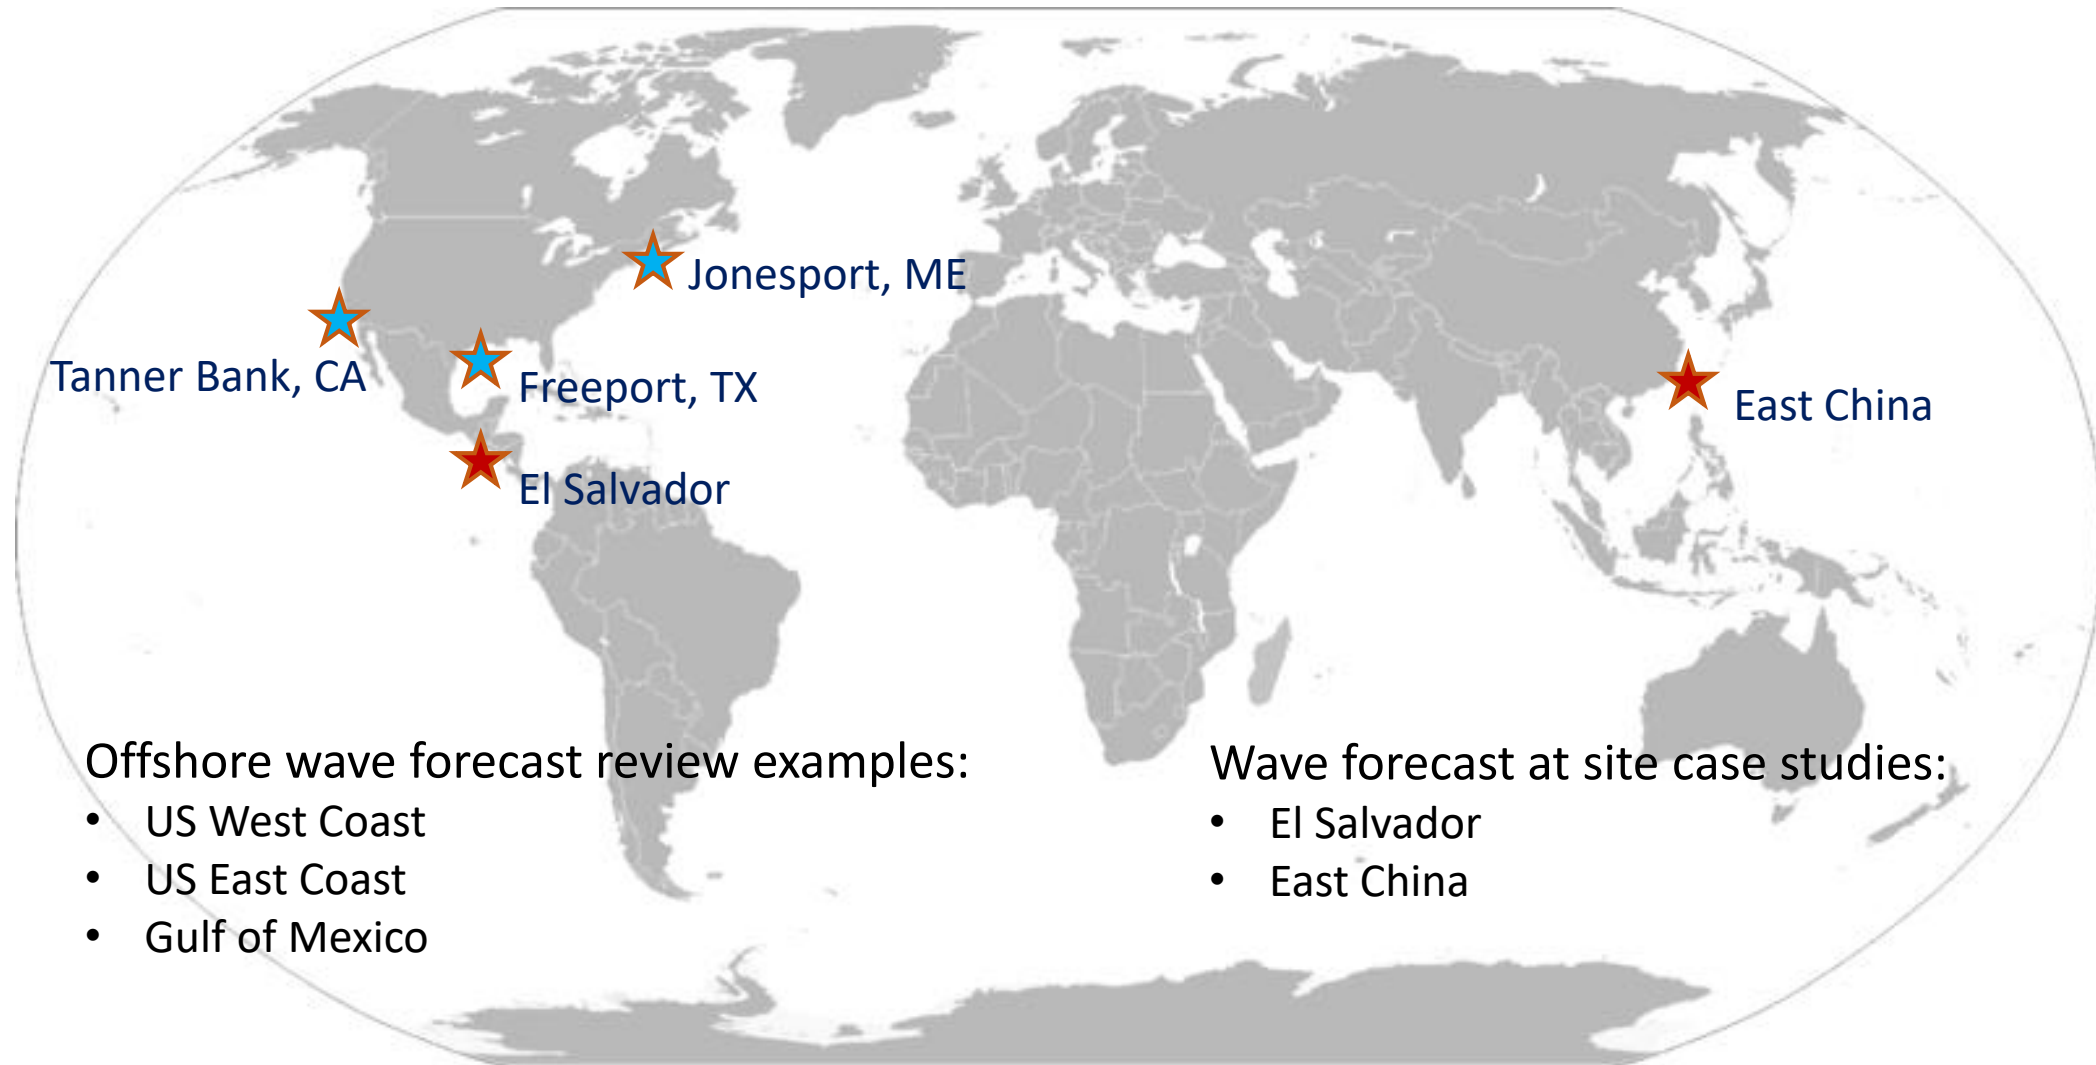 Jonesport, ME
Tanner Bank, CA
Freeport, TX
East China
El Salvador
Offshore wave forecast review examples:
• US West Coast
• US East Coast
• Gulf of Mexico
Wave forecast at site case studies:
• El Salvador
• East China